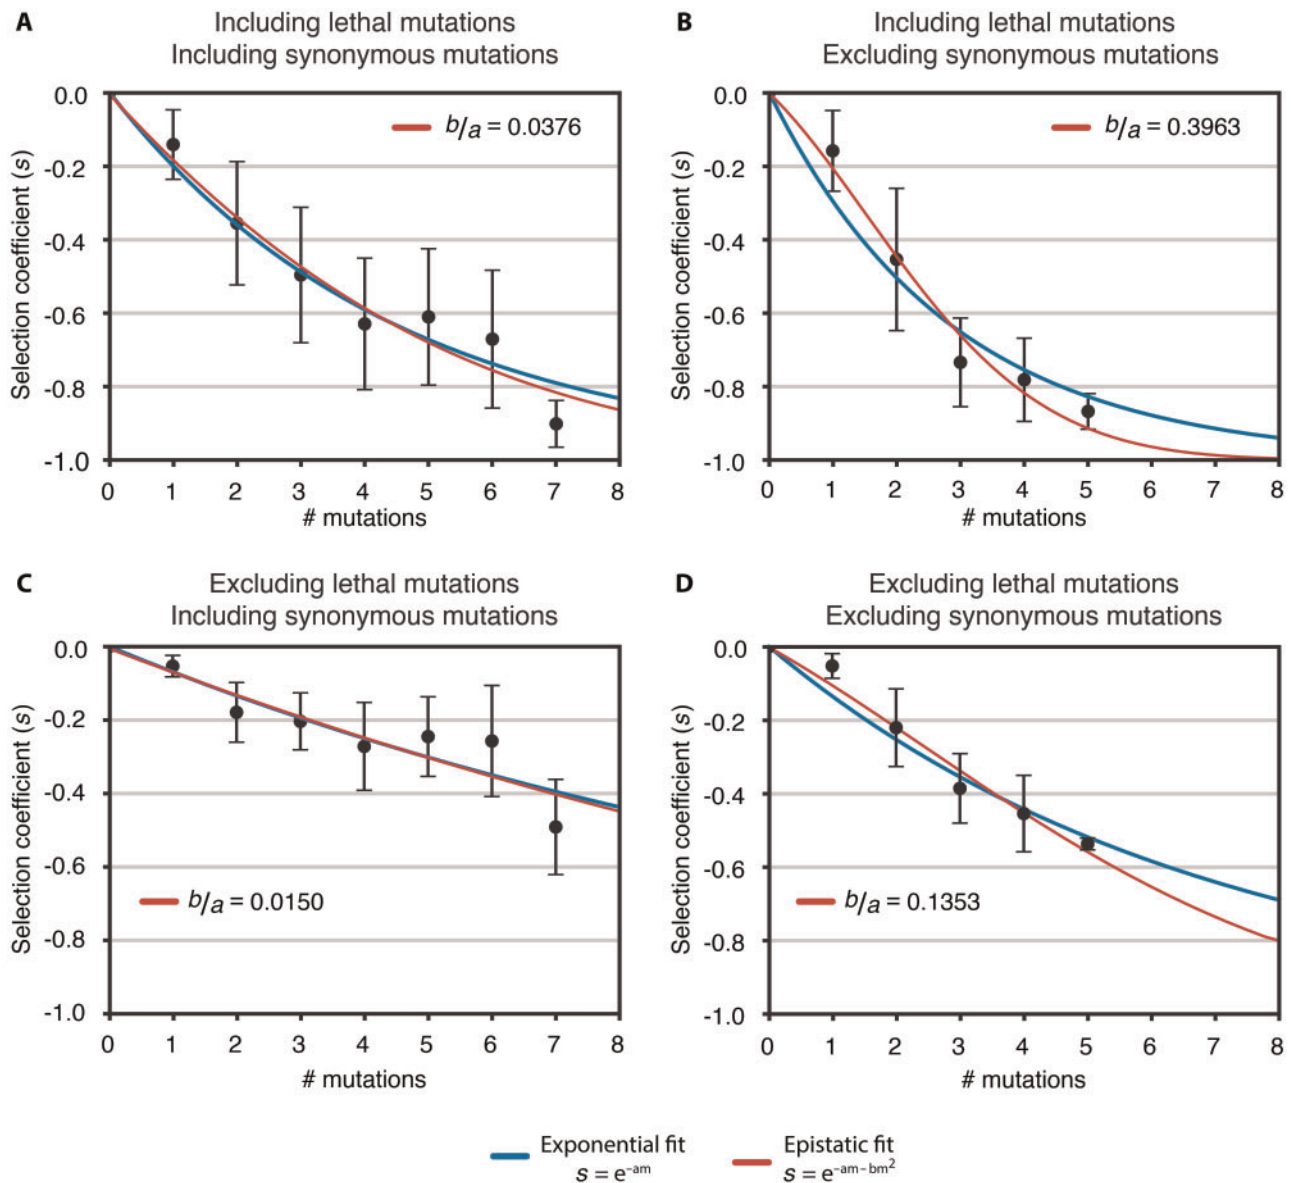 A
Including lethal mutations
Including synonymous mutations
0.0
-0.2
-0.4
-0.6
-0.8
-1.0
Selection coefficient (s)
b/a = 0.0376
0 1 2 3 4 5 6 7 8
# mutations
B
Including lethal mutations
Excluding synonymous mutations
0.0
-0.2
-0.4
-0.6
-0.8
-1.0
Selection coefficient (s)
b/a = 0.3963
0 1 2 3 4 5 6 7 8
# mutations
C
Excluding lethal mutations
Including synonymous mutations
0.0
-0.2
-0.4
-0.6
-0.8
-1.0
Selection coefficient (s)
b/a = 0.0150
0 1 2 3 4 5 6 7 8
# mutations
D
Excluding lethal mutations
Excluding synonymous mutations
0.0
-0.2
-0.4
-0.6
-0.8
-1.0
Selection coefficient (s)
b/a = 0.1353
0 1 2 3 4 5 6 7 8
# mutations
Exponential fit
s = e⁻ᵃᵐ
Epistatic fit
s = e⁻ᵃᵐ⁻ᵇᵐ²